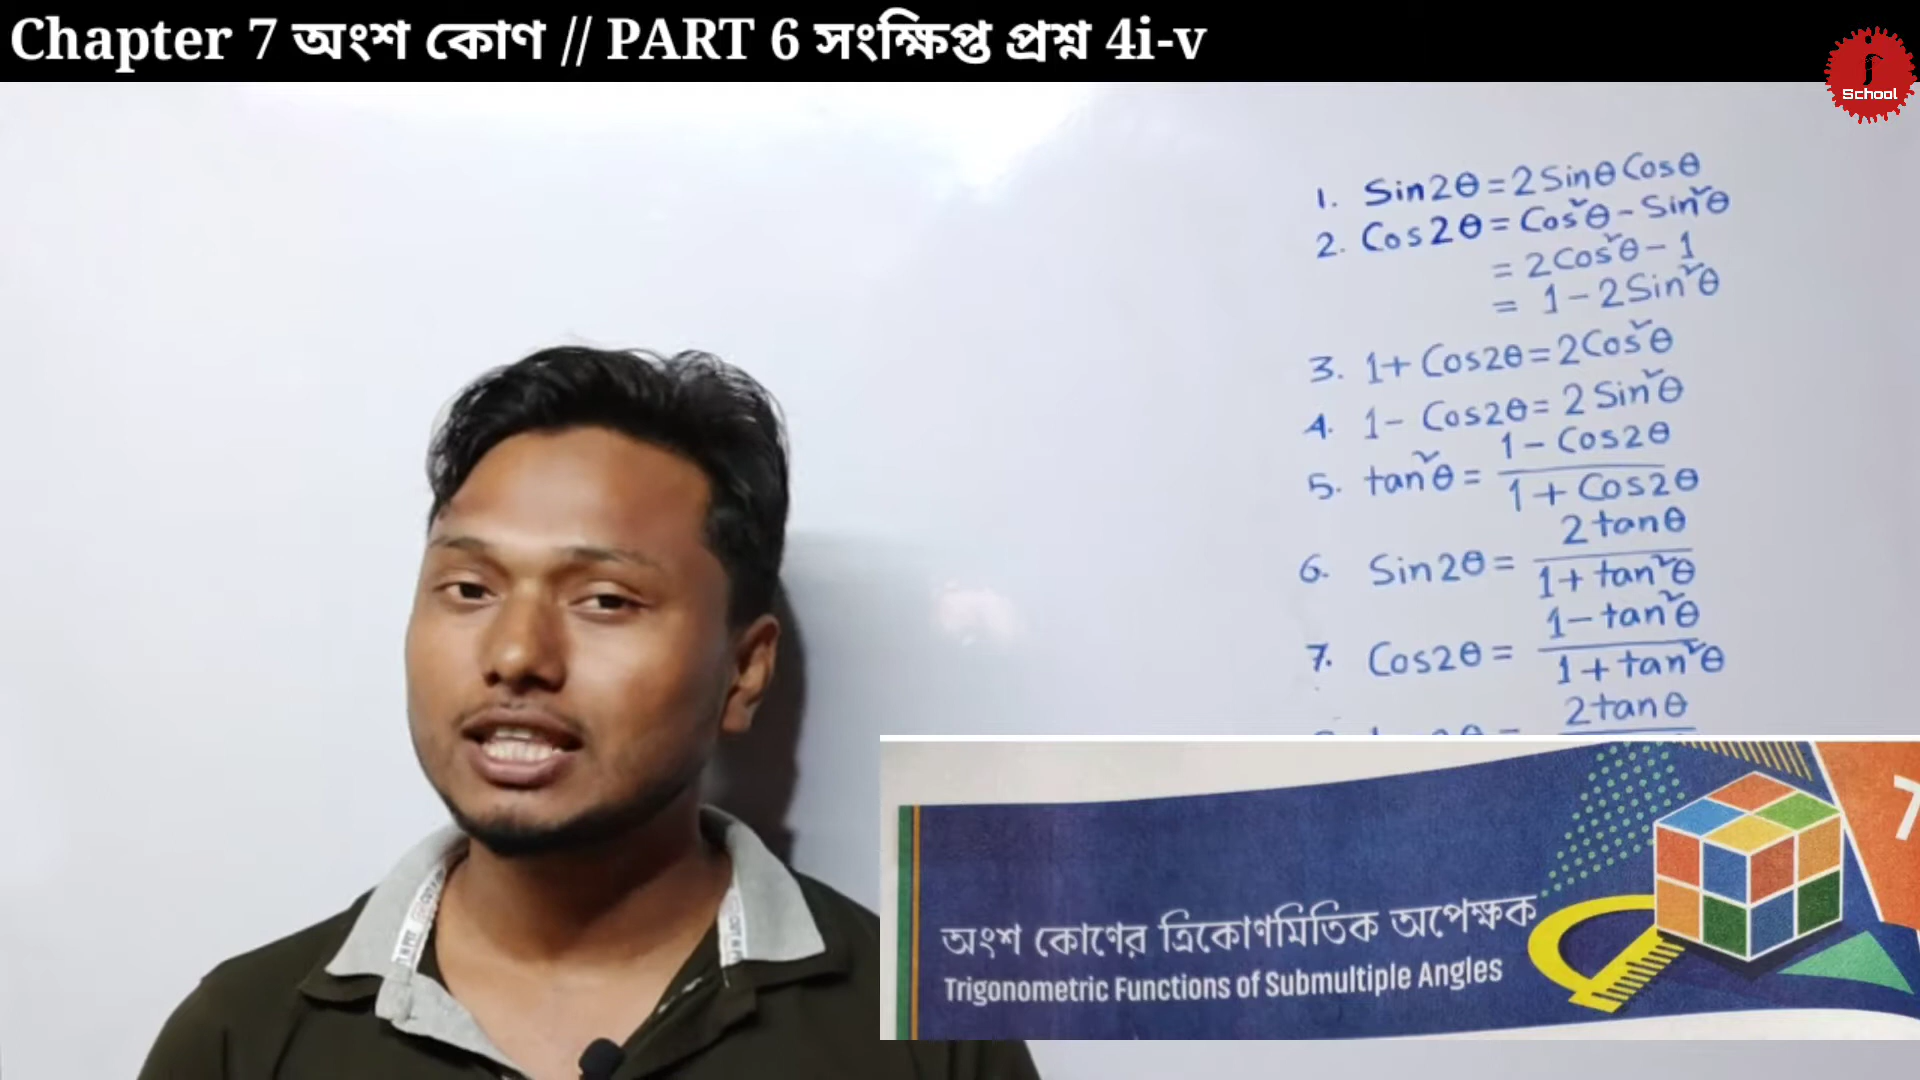 Chapter 7 অংশ কোণ // PART 6 সংক্ষিপ্ত প্রশ্ন 4i-v
School
1. Sin2θ = 2Sinθ Cosθ
2. Cos2θ = Cos²θ - Sin²θ
= 2Cos²θ - 1
= 1 - 2Sin²θ
3. 1 + Cos2θ = 2Cos²θ
4. 1 - Cos2θ = 2 Sin²θ
1 - Cos2θ
5. tan²θ =
1 + Cos2θ
2tanθ
6. Sin2θ =
1 + tan²θ
1 - tan²θ
7. Cos2θ =
1 + tan²θ
2tanθ
7
অংশ কোণের ত্রিকোণমিতিক অপেক্ষক
Trigonometric Functions of Submultiple Angles